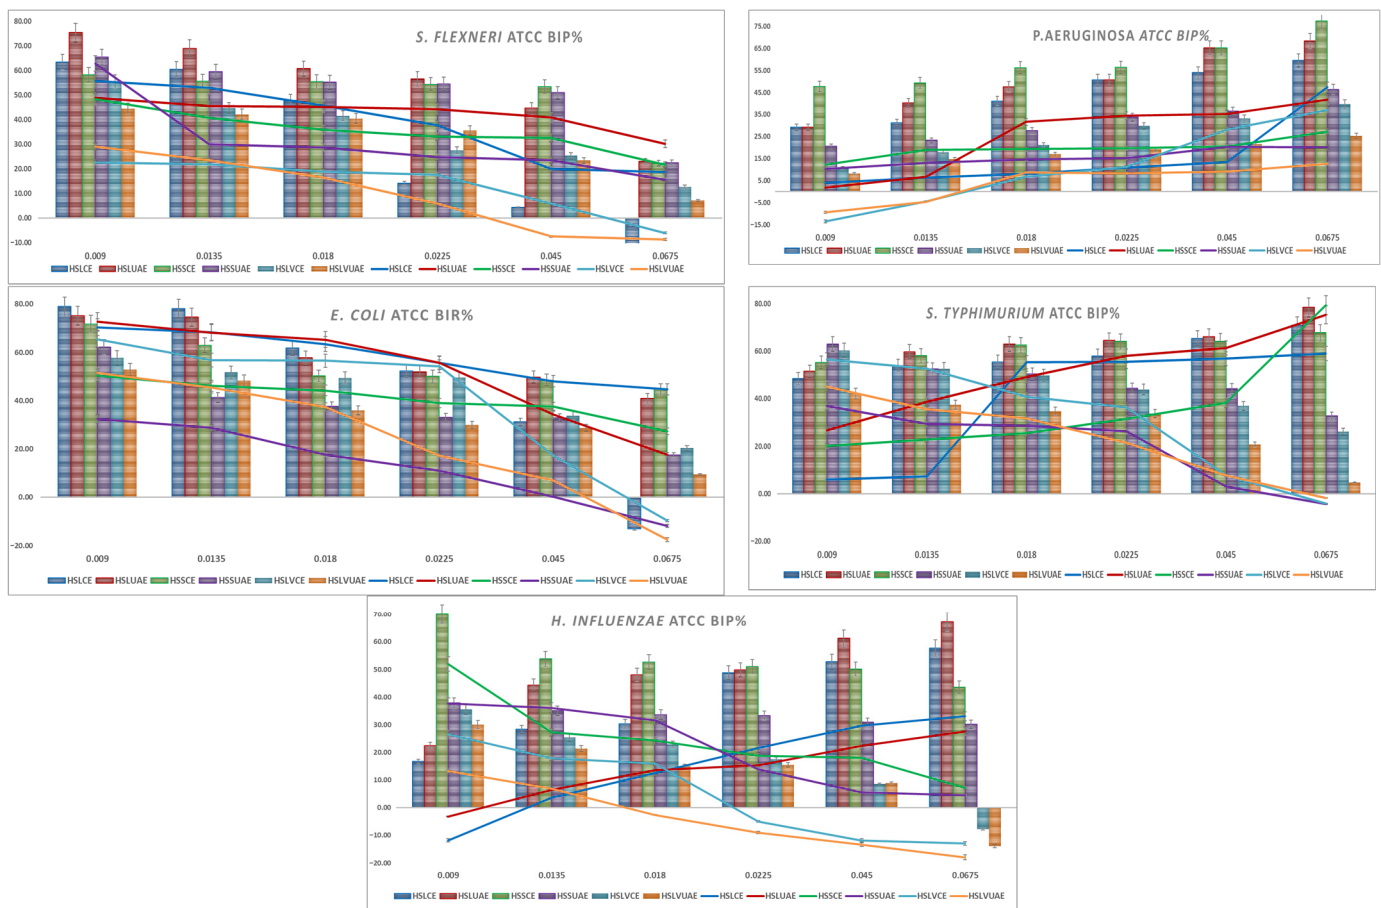 S. FLEXNERI ATCC BIP%
80.00
70.00
60.00
50.00
40.00
30.00
20.00
10.00
0.00
−10.00
0.009 0.0135 0.018 0.0225 0.045 0.0675
HSLCE HSLUAE HSSCE HSSUAE HSLVCE HSLVUAE HSLCE HSLUAE HSSCE HSSUAE HSLVCE HSLVUAE
P.AERUGINOSA ATCC BIP%
75.00
65.00
55.00
45.00
35.00
25.00
15.00
5.00
−5.00
−15.00
0.009 0.0135 0.018 0.0225 0.045 0.0675
HSLCE HSLUAE HSSCE HSSUAE HSLVCE HSLVUAE HSLCE HSLUAE HSSCE HSSUAE HSLVCE HSLVUAE
E. COLI ATCC BIR%
80.00
60.00
40.00
20.00
0.00
−20.00
0.009 0.0135 0.018 0.0225 0.045 0.0675
HSLCE HSLUAE HSSCE HSSUAE HSLVCE HSLVUAE HSLCE HSLUAE HSSCE HSSUAE HSLVCE HSLVUAE
S. TYPHIMURIUM ATCC BIP%
80.00
60.00
40.00
20.00
0.00
−20.00
0.009 0.0135 0.018 0.0225 0.045 0.0675
HSLCE HSLUAE HSSCE HSSUAE HSLVCE HSLVUAE HSLCE HSLUAE HSSCE HSSUAE HSLVCE HSLVUAE
H. INFLUENZAE ATCC BIP%
70.00
60.00
50.00
40.00
30.00
20.00
10.00
0.00
−10.00
−20.00
0.009 0.0135 0.018 0.0225 0.045 0.0675
HSLCE HSLUAE HSSCE HSSUAE HSLVCE HSLVUAE HSLCE HSLUAE HSSCE HSSUAE HSLVCE HSLVUAE